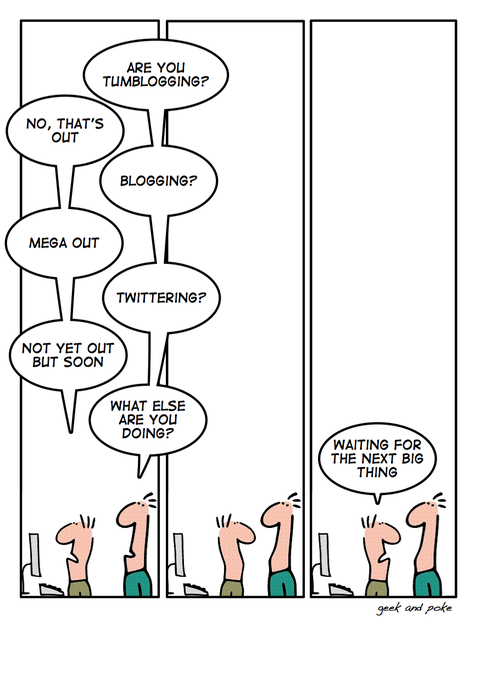 ARE YOU
TUMBLOGGING?
NO, THAT'S
OUT
BLOGGING?
MEGA OUT
TWITTERING?
NOT YET OUT
BUT SOON
WHAT ELSE
ARE YOU
DOING?
WAITING FOR
THE NEXT BIG
THING
geek and poke